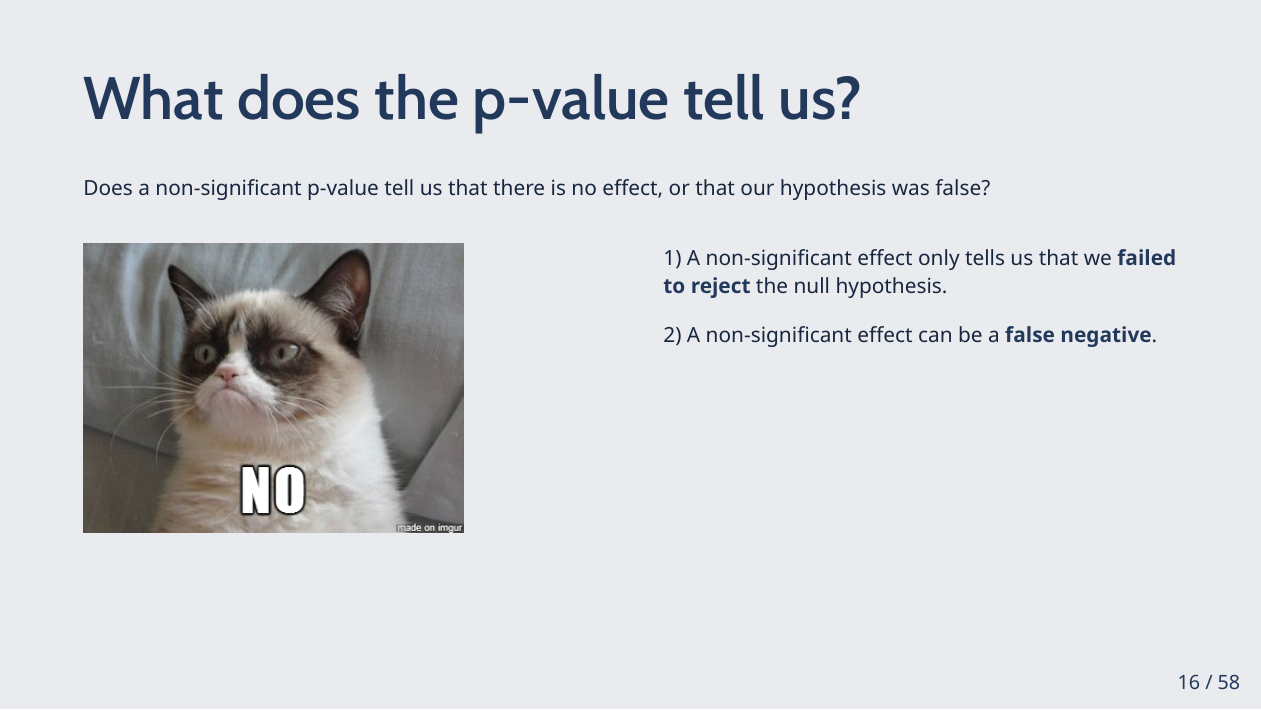 What does the p-value tell us?
Does a non-significant p-value tell us that there is no effect, or that our hypothesis was false?
NO
made on imgur
1) A non-significant effect only tells us that we failed
to reject the null hypothesis.
2) A non-significant effect can be a false negative.
16 / 58